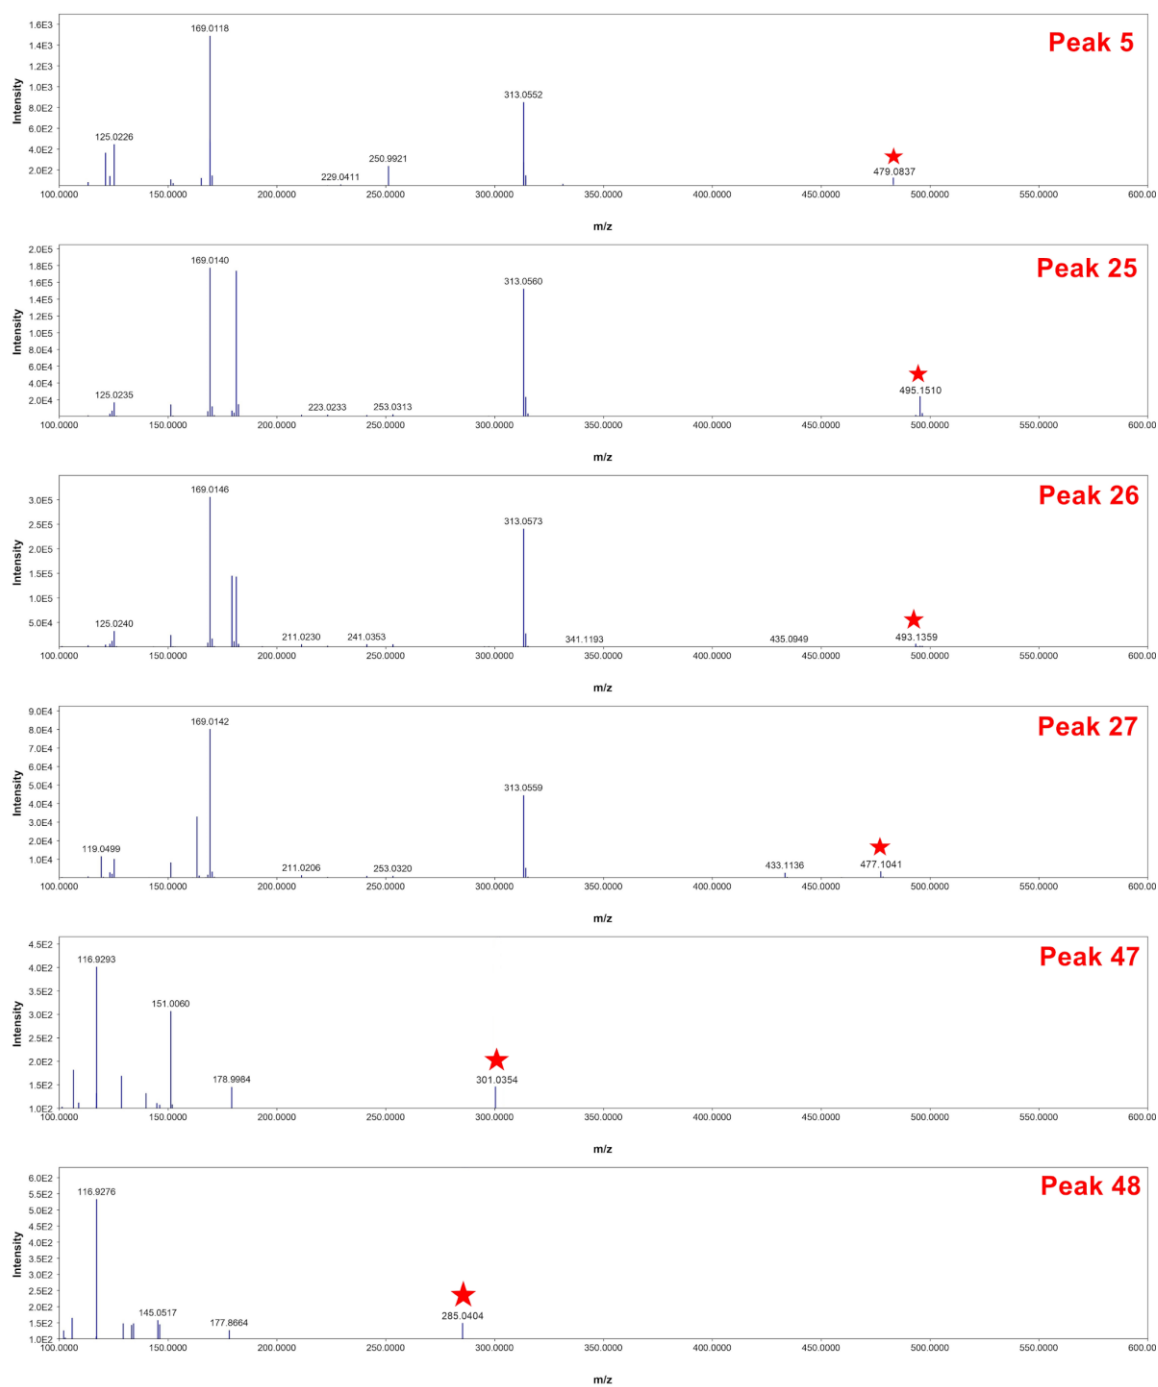 Peak 5
Intensity
1.6E3
1.4E3
1.2E3
1.0E3
8.0E2
6.0E2
4.0E2
2.0E2
169.0118
313.0552
125.0226
250.9921
229.0411
479.0837
100.0000 150.0000 200.0000 250.0000 300.0000 350.0000 400.0000 450.0000 500.0000 550.0000 600.00
m/z
Peak 25
Intensity
2.0E5
1.8E5
1.6E5
1.4E5
1.2E5
1.0E5
8.0E4
6.0E4
4.0E4
2.0E4
169.0140
313.0560
125.0235
223.0233
253.0313
495.1510
100.0000 150.0000 200.0000 250.0000 300.0000 350.0000 400.0000 450.0000 500.0000 550.0000 600.00
m/z
Peak 26
Intensity
3.0E5
2.5E5
2.0E5
1.5E5
1.0E5
5.0E4
169.0146
313.0573
125.0240
211.0230
241.0353
341.1193
435.0949
493.1359
100.0000 150.0000 200.0000 250.0000 300.0000 350.0000 400.0000 450.0000 500.0000 550.0000 600.00
m/z
Peak 27
Intensity
9.0E4
8.0E4
7.0E4
6.0E4
5.0E4
4.0E4
3.0E4
2.0E4
1.0E4
169.0142
313.0559
119.0499
211.0206
253.0320
433.1136
477.1041
100.0000 150.0000 200.0000 250.0000 300.0000 350.0000 400.0000 450.0000 500.0000 550.0000 600.00
m/z
Peak 47
Intensity
4.5E2
4.0E2
3.5E2
3.0E2
2.5E2
2.0E2
1.5E2
1.0E2
116.9293
151.0060
178.9984
301.0354
100.0000 150.0000 200.0000 250.0000 300.0000 350.0000 400.0000 450.0000 500.0000 550.0000 600.00
m/z
Peak 48
Intensity
6.0E2
5.5E2
5.0E2
4.5E2
4.0E2
3.5E2
3.0E2
2.5E2
2.0E2
1.5E2
1.0E2
116.9276
145.0517
177.8664
285.0404
100.0000 150.0000 200.0000 250.0000 300.0000 350.0000 400.0000 450.0000 500.0000 550.0000 600.00
m/z